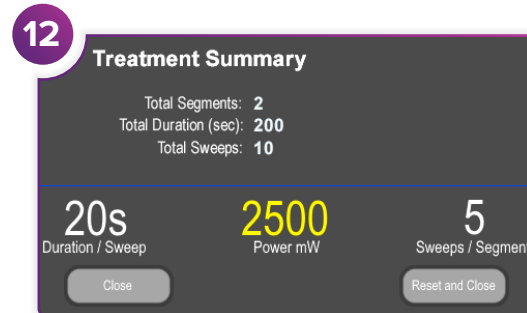 12
Treatment Summary
Total Segments: 2
Total Duration (sec): 200
Total Sweeps: 10
20s 2500 5
Duration / Sweep Power mW Sweeps / Segment
Close Reset and Close